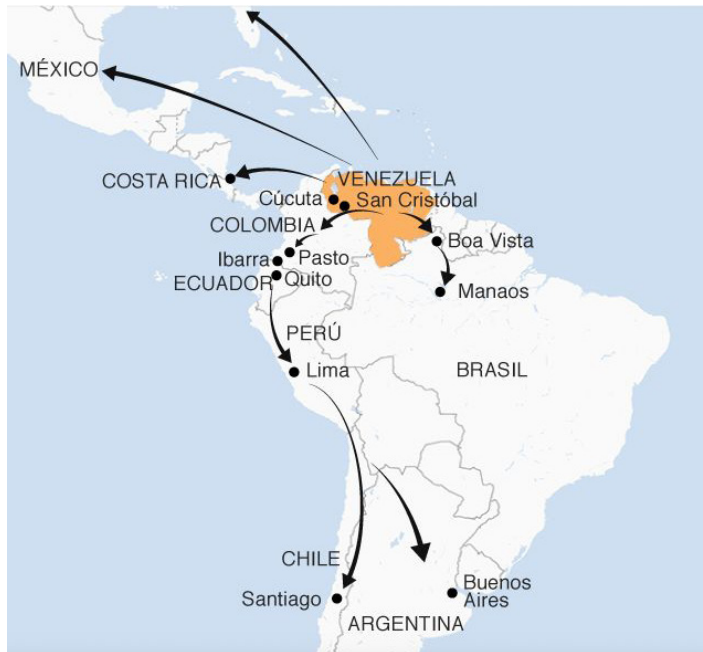 MÉXICO
COSTA RICA
VENEZUELA
Cúcuta
San Cristóbal
COLOMBIA
Boa Vista
Ibarra
Pasto
ECUADOR
Quito
Manaos
PERÚ
Lima
BRASIL
CHILE
Santiago
Buenos
Aires
ARGENTINA